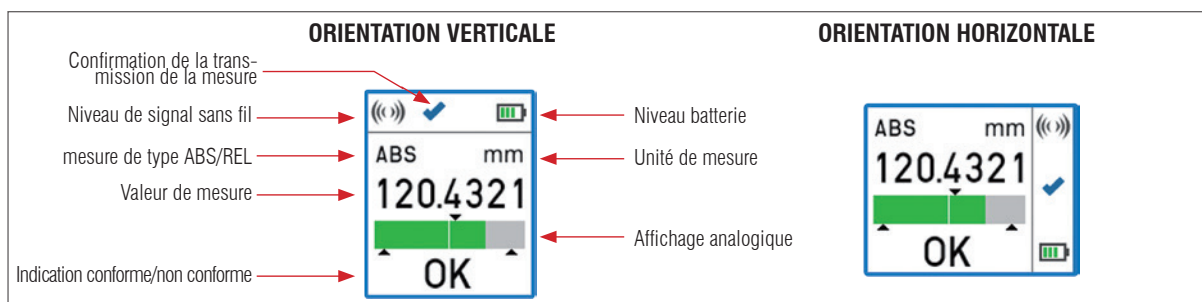 ORIENTATION VERTICALE
ORIENTATION HORIZONTALE
Confirmation de la trans-
mission de la mesure
Niveau de signal sans fil
Niveau batterie
mesure de type ABS/REL
Unité de mesure
Valeur de mesure
Affichage analogique
Indication conforme/non conforme
ABS mm
120.4321
OK
ABS mm
120.4321
OK